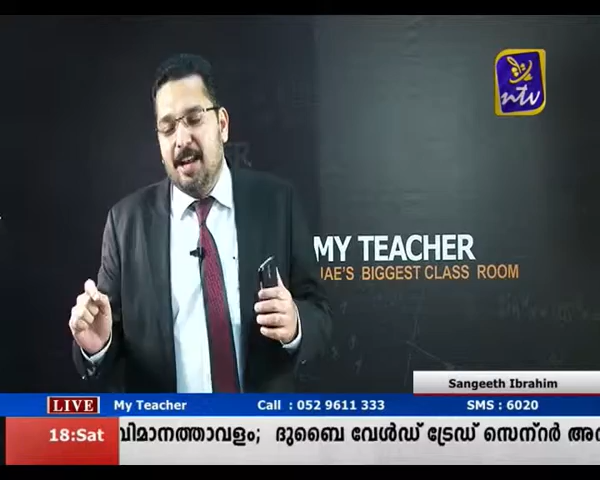 ntv
MY TEACHER
UAE'S BIGGEST CLASS ROOM
Sangeeth Ibrahim
LIVE My Teacher Call : 052 9611 333 SMS : 6020
18:Sat വിമാനത്താവളം; ദുബൈ വേൾഡ് ട്രേഡ് സെന്റർ അ